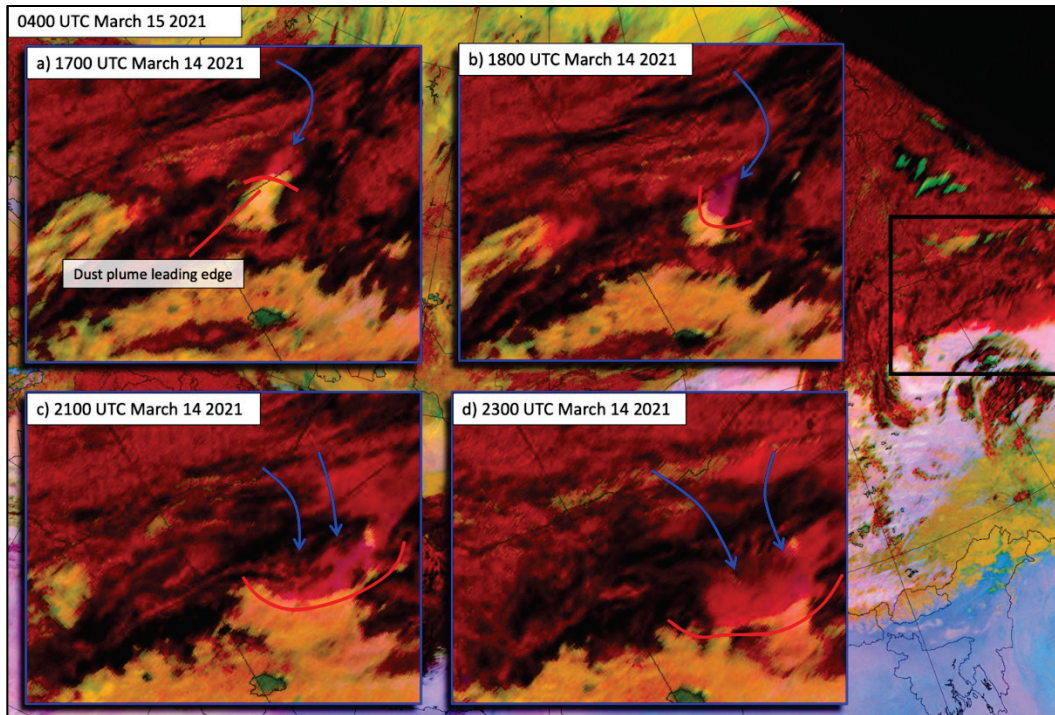 0400 UTC March 15 2021
a) 1700 UTC March 14 2021
b) 1800 UTC March 14 2021
Dust plume leading edge
c) 2100 UTC March 14 2021
d) 2300 UTC March 14 2021